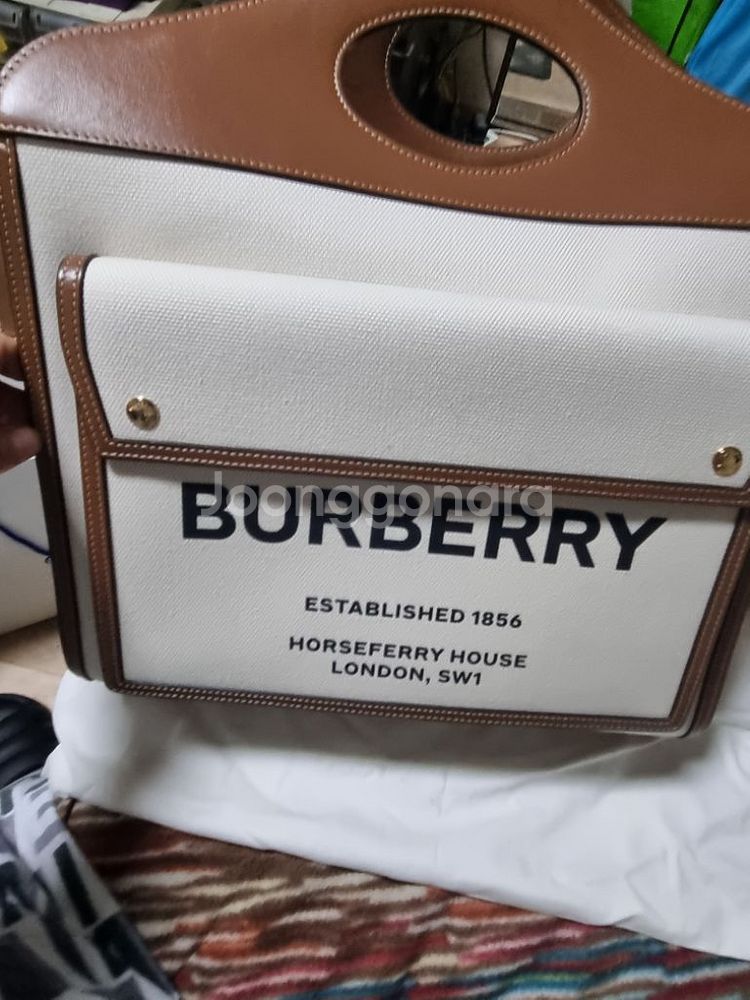 Joonggonara
BURBERRY
ESTABLISHED 1856
HORSEFERRY HOUSE
LONDON, SW1